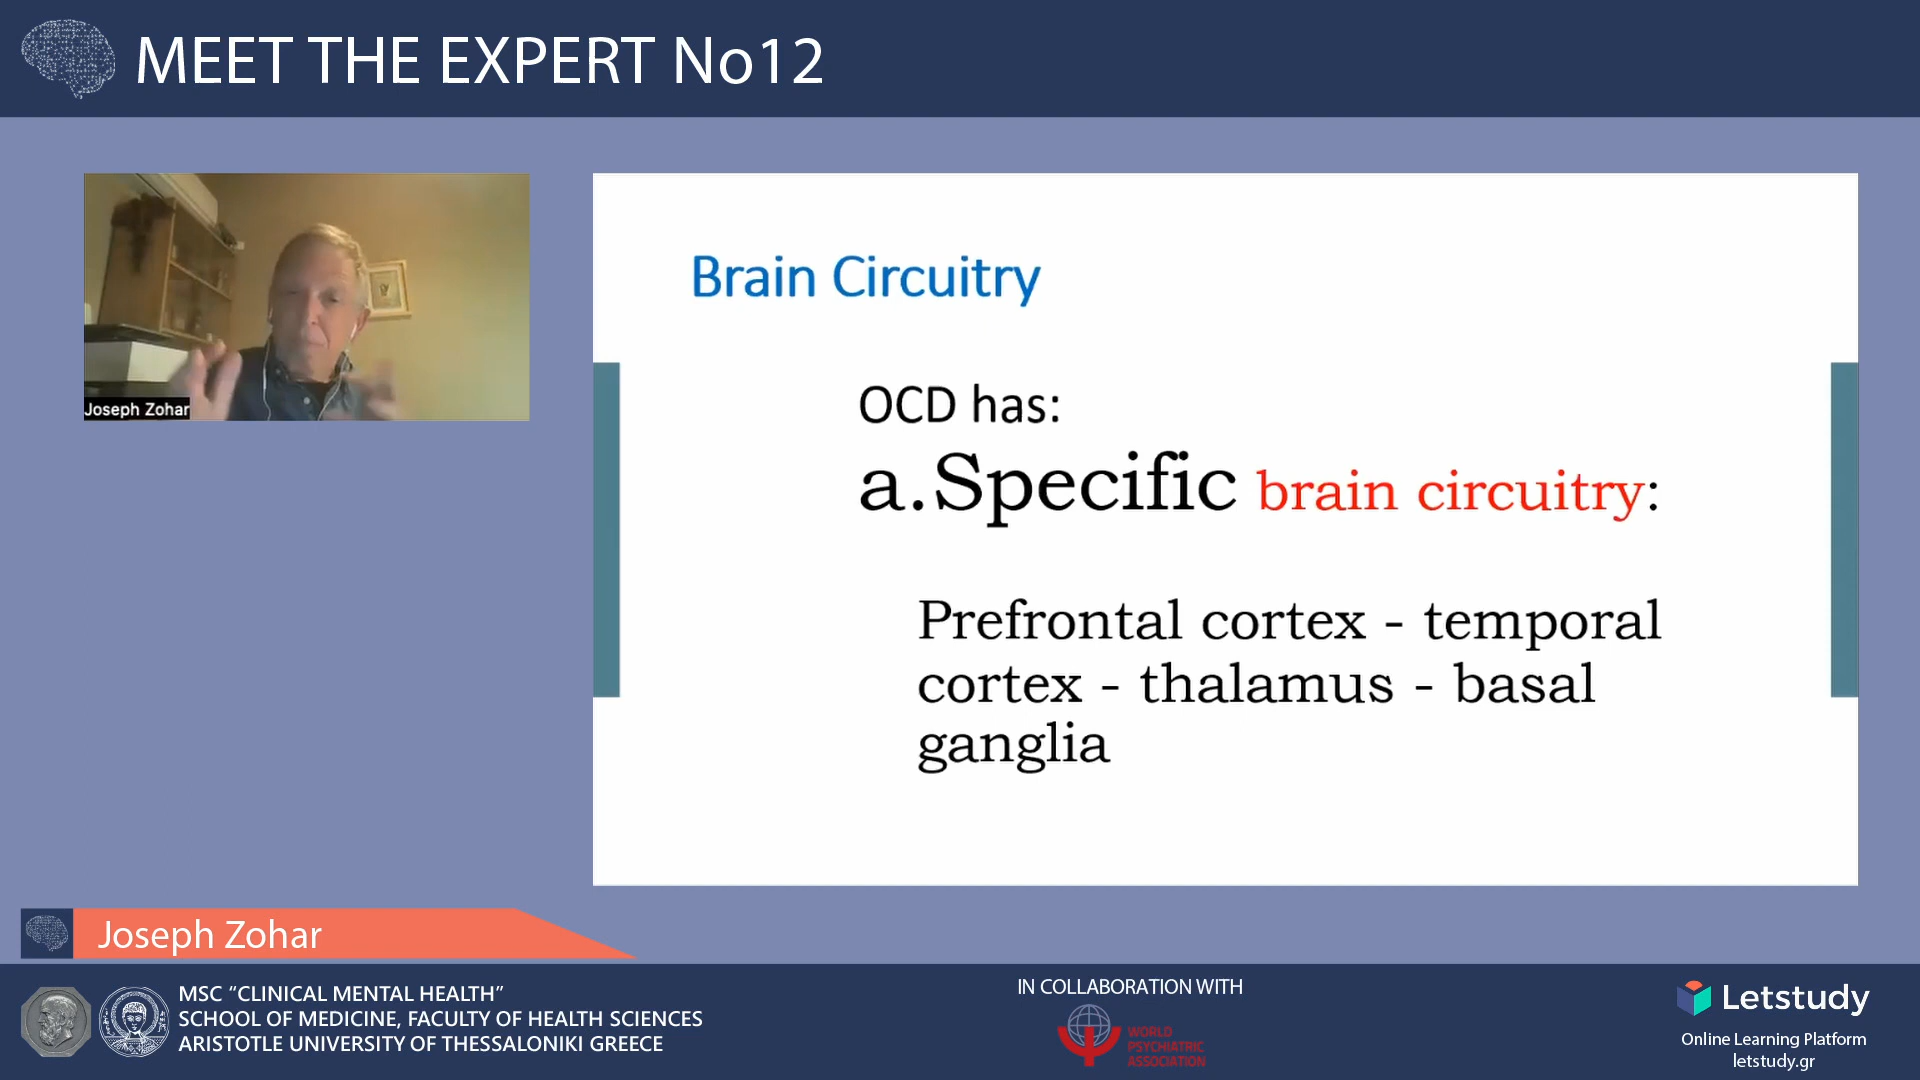 MEET THE EXPERT No12
Joseph Zohar
Brain Circuitry
OCD has:
a.Specific brain circuitry:
Prefrontal cortex - temporal
cortex - thalamus - basal
ganglia
Joseph Zohar
MSC “CLINICAL MENTAL HEALTH”
SCHOOL OF MEDICINE, FACULTY OF HEALTH SCIENCES
ARISTOTLE UNIVERSITY OF THESSALONIKI GREECE
IN COLLABORATION WITH
WORLD
PSYCHIATRIC
ASSOCIATION
Letstudy
Online Learning Platform
letstudy.gr